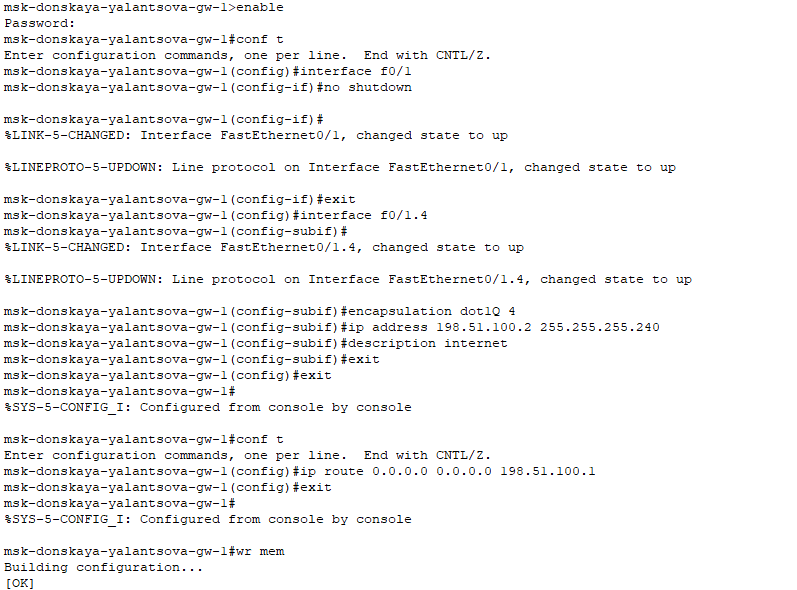 msk-donskaya-yalantsova-gw-1>enable
Password:
msk-donskaya-yalantsova-gw-1#conf t
Enter configuration commands, one per line.  End with CNTL/Z.
msk-donskaya-yalantsova-gw-1(config)#interface f0/1
msk-donskaya-yalantsova-gw-1(config-if)#no shutdown
msk-donskaya-yalantsova-gw-1(config-if)#
%LINK-5-CHANGED: Interface FastEthernet0/1, changed state to up
%LINEPROTO-5-UPDOWN: Line protocol on Interface FastEthernet0/1, changed state to up
msk-donskaya-yalantsova-gw-1(config-if)#exit
msk-donskaya-yalantsova-gw-1(config)#interface f0/1.4
msk-donskaya-yalantsova-gw-1(config-subif)#
%LINK-5-CHANGED: Interface FastEthernet0/1.4, changed state to up
%LINEPROTO-5-UPDOWN: Line protocol on Interface FastEthernet0/1.4, changed state to up
msk-donskaya-yalantsova-gw-1(config-subif)#encapsulation dot1Q 4
msk-donskaya-yalantsova-gw-1(config-subif)#ip address 198.51.100.2 255.255.255.240
msk-donskaya-yalantsova-gw-1(config-subif)#description internet
msk-donskaya-yalantsova-gw-1(config-subif)#exit
msk-donskaya-yalantsova-gw-1(config)#exit
msk-donskaya-yalantsova-gw-1#
%SYS-5-CONFIG_I: Configured from console by console
msk-donskaya-yalantsova-gw-1#conf t
Enter configuration commands, one per line.  End with CNTL/Z.
msk-donskaya-yalantsova-gw-1(config)#ip route 0.0.0.0 0.0.0.0 198.51.100.1
msk-donskaya-yalantsova-gw-1(config)#exit
msk-donskaya-yalantsova-gw-1#
%SYS-5-CONFIG_I: Configured from console by console
msk-donskaya-yalantsova-gw-1#wr mem
Building configuration...
[OK]